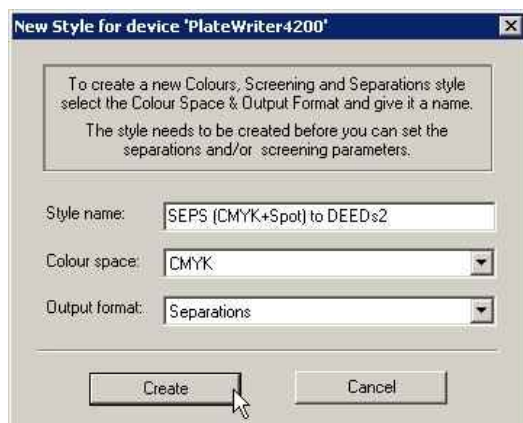 New Style for device 'PlateWriter4200'
To create a new Colours, Screening and Separations style
select the Colour Space & Output Format and give it a name.
The style needs to be created before you can set the
separations and/or screening parameters.
Style name: SEPS (CMYK+Spot) to DEEDs2
Colour space: CMYK
Output format: Separations
Create Cancel